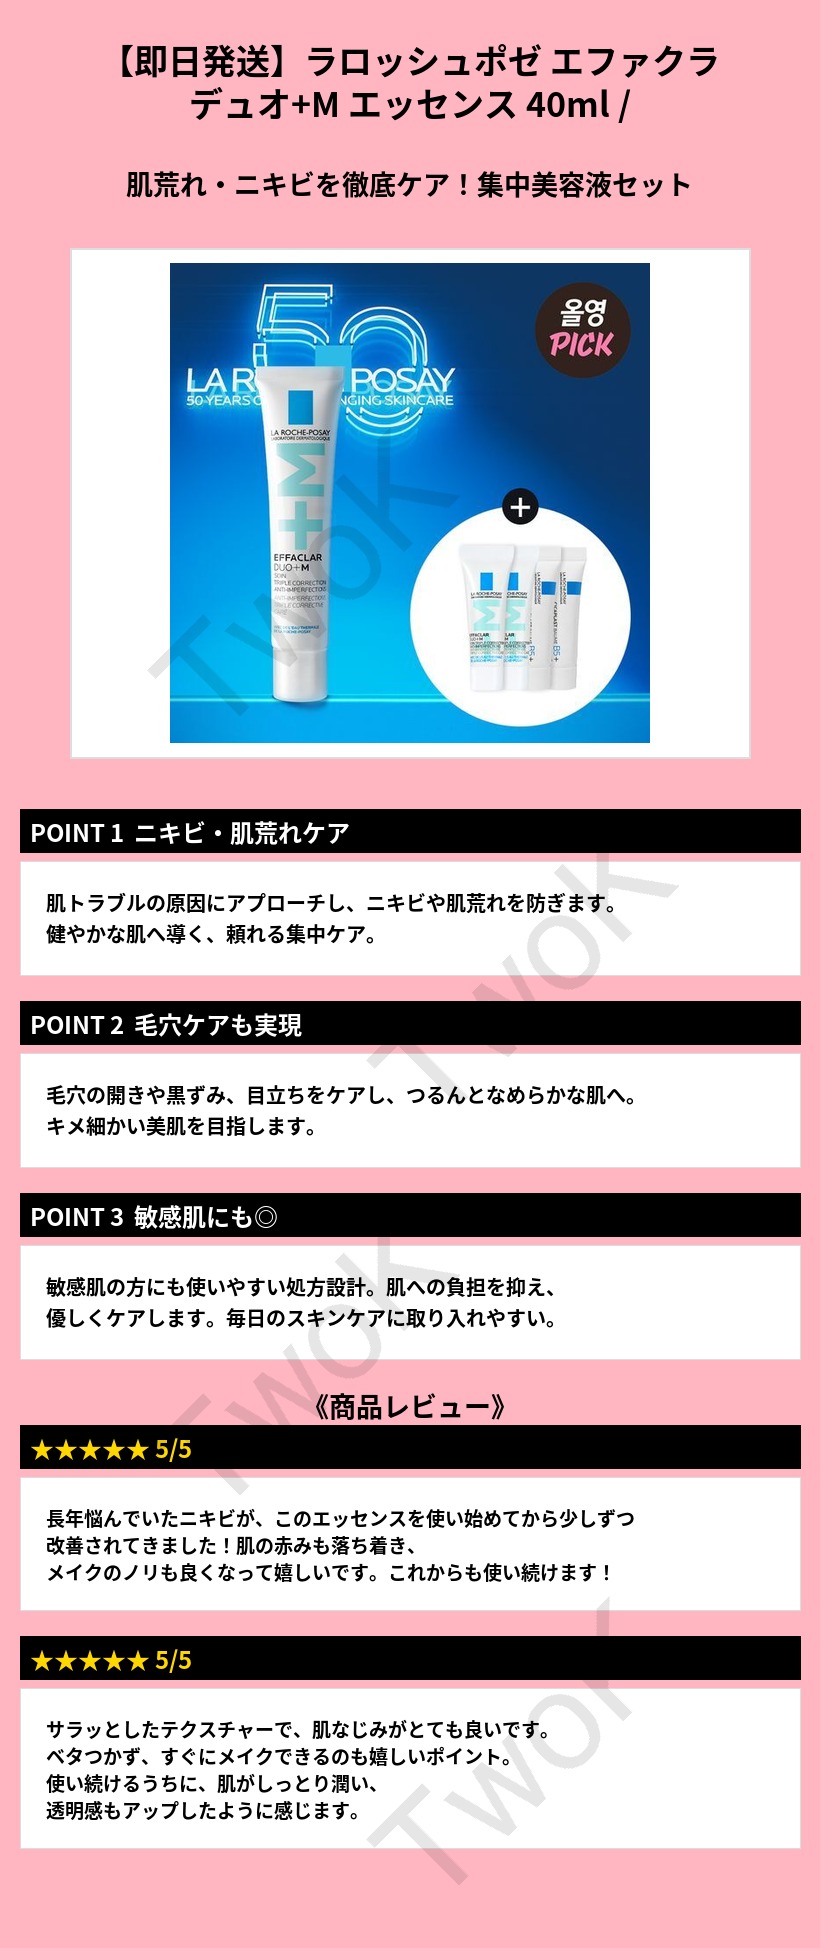 【即日発送】ラロッシュポゼ エファクラ
デュオ+M エッセンス 40ml /
肌荒れ・ニキビを徹底ケア！集中美容液セット
50
LA R POSAY
50 YEARS O NGING SKINCARE
올영
PICK
LA ROCHE-POSAY
LABORATOIRE DERMATOLOGIQUE
+M
EFFACLAR
DUO+M
SOIN
TRIPLE CORRECTION
ANTI-IMPERFECTIONS
+
LA ROCHE-POSAY
LA ROCHE-POSAY
M
M
EFFACLAR
DUO+M
B5+
B5+
TwoK
POINT 1 ニキビ・肌荒れケア
肌トラブルの原因にアプローチし、ニキビや肌荒れを防ぎます。
健やかな肌へ導く、頼れる集中ケア。
TwoK
POINT 2 毛穴ケアも実現
毛穴の開きや黒ずみ、目立ちをケアし、つるんとなめらかな肌へ。
キメ細かい美肌を目指します。
POINT 3 敏感肌にも◎
敏感肌の方にも使いやすい処方設計。肌への負担を抑え、
優しくケアします。毎日のスキンケアに取り入れやすい。
TwoK
《商品レビュー》
★★★★★ 5/5
長年悩んでいたニキビが、このエッセンスを使い始めてから少しずつ
改善されてきました！肌の赤みも落ち着き、
メイクのノリも良くなって嬉しいです。これからも使い続けます！
★★★★★ 5/5
サラッとしたテクスチャーで、肌なじみがとても良いです。
ベタつかず、すぐにメイクできるのも嬉しいポイント。
使い続けるうちに、肌がしっとり潤い、
透明感もアップしたように感じます。
TwoK